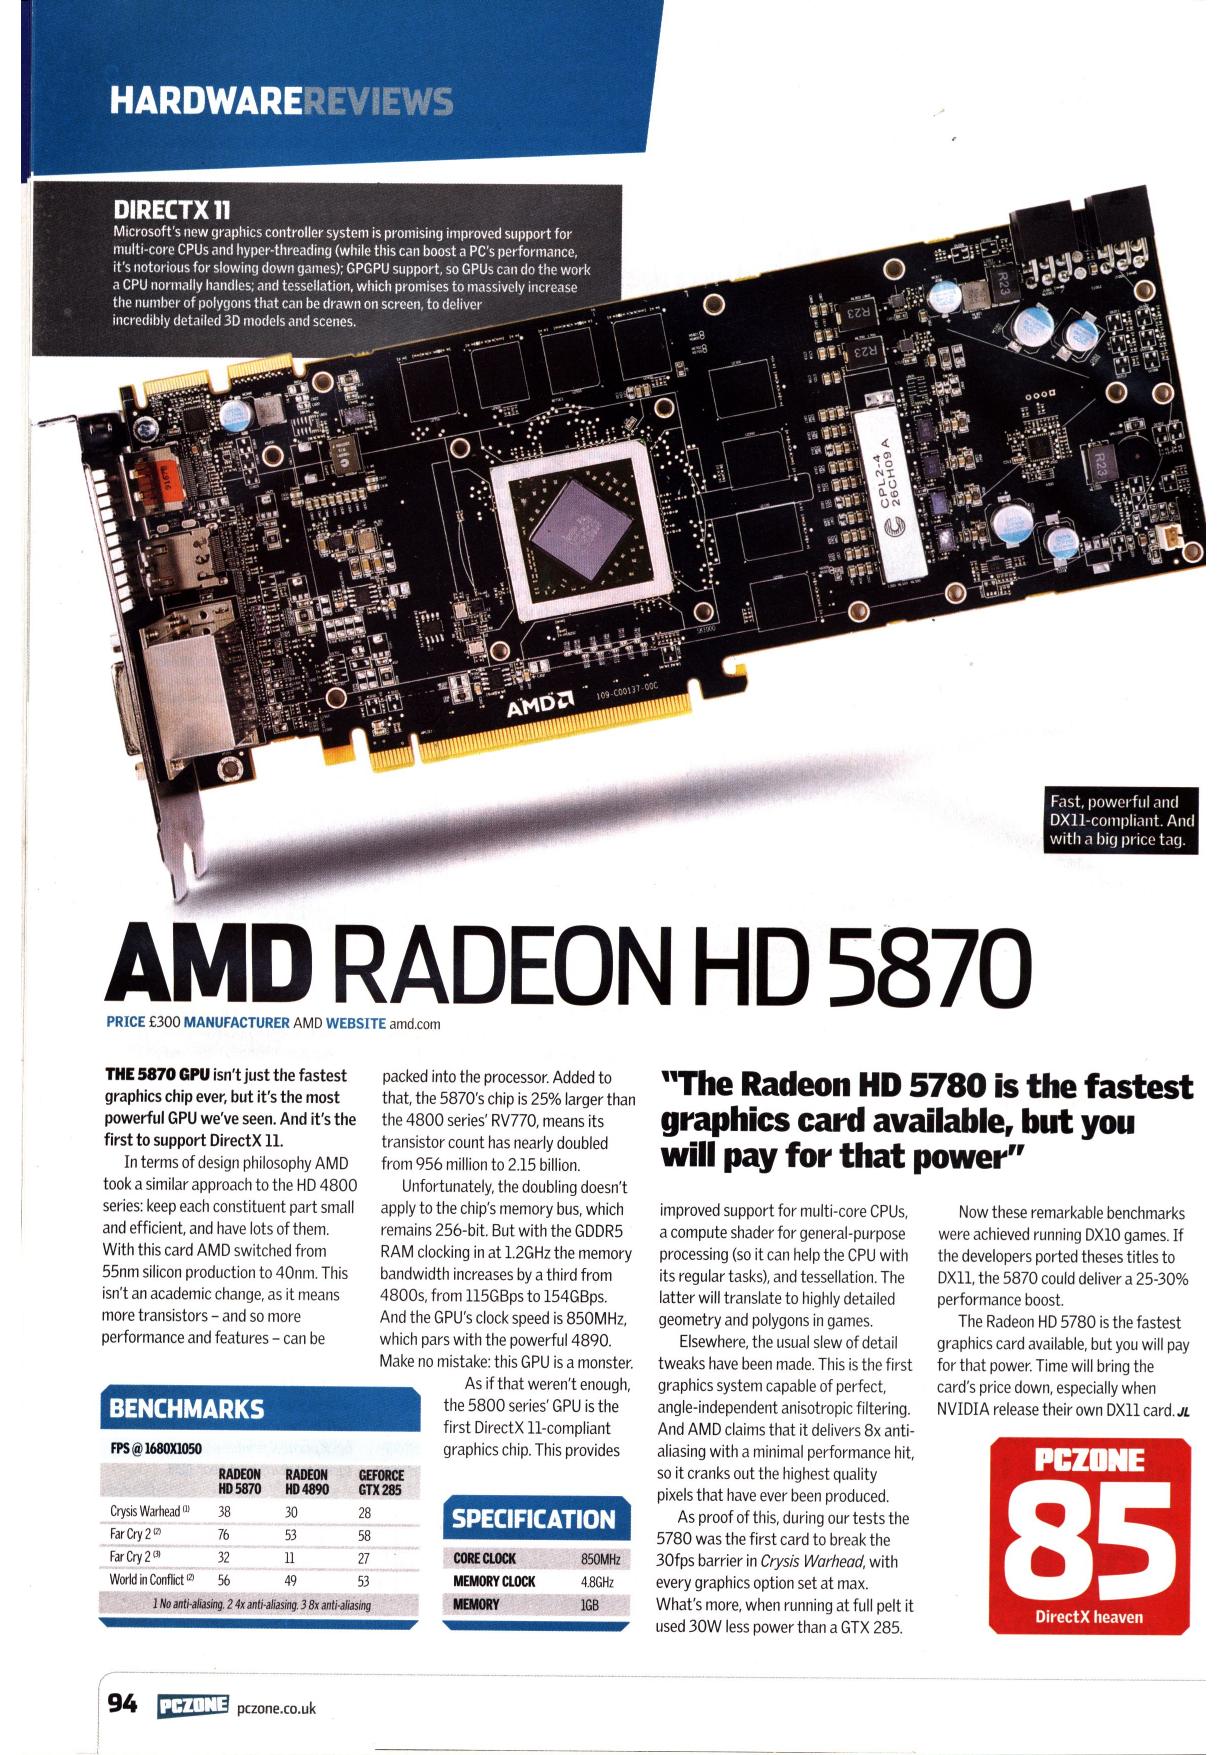 HARDWAREREVIEWS
DIRECTX 11
Microsoft's new graphics controller system is promising improved support for
multi-core CPUs and hyper-threading (while this can boost a PC's performance,
it's notorious for slowing down games); GPGPU support, so GPUs can do the work
a CPU normally handles; and tessellation, which promises to massively increase
the number of polygons that can be drawn on screen, to deliver
incredibly detailed 3D models and scenes.
R23
R23
R23
R23
CPL2-4
26CH09 A
AMD
109-C00137-00C
Fast, powerful and
DX11-compliant. And
with a big price tag.
AMD RADEON HD 5870
PRICE £300 MANUFACTURER AMD WEBSITE amd.com
THE 5870 GPU isn't just the fastest
graphics chip ever, but it's the most
powerful GPU we've seen. And it's the
first to support DirectX 11.
In terms of design philosophy AMD
took a similar approach to the HD 4800
series: keep each constituent part small
and efficient, and have lots of them.
With this card AMD switched from
55nm silicon production to 40nm. This
isn't an academic change, as it means
more transistors – and so more
performance and features – can be
packed into the processor. Added to
that, the 5870's chip is 25% larger than
the 4800 series' RV770, means its
transistor count has nearly doubled
from 956 million to 2.15 billion.
Unfortunately, the doubling doesn't
apply to the chip's memory bus, which
remains 256-bit. But with the GDDR5
RAM clocking in at 1.2GHz the memory
bandwidth increases by a third from
4800s, from 115GBps to 154GBps.
And the GPU's clock speed is 850MHz,
which pars with the powerful 4890.
Make no mistake: this GPU is a monster.
As if that weren't enough,
the 5800 series' GPU is the
first DirectX 11-compliant
graphics chip. This provides
"The Radeon HD 5780 is the fastest
graphics card available, but you
will pay for that power"
improved support for multi-core CPUs,
a compute shader for general-purpose
processing (so it can help the CPU with
its regular tasks), and tessellation. The
latter will translate to highly detailed
geometry and polygons in games.
Elsewhere, the usual slew of detail
tweaks have been made. This is the first
graphics system capable of perfect,
angle-independent anisotropic filtering.
And AMD claims that it delivers 8x anti-
aliasing with a minimal performance hit,
so it cranks out the highest quality
pixels that have ever been produced.
As proof of this, during our tests the
5780 was the first card to break the
30fps barrier in Crysis Warhead, with
every graphics option set at max.
What's more, when running at full pelt it
used 30W less power than a GTX 285.
Now these remarkable benchmarks
were achieved running DX10 games. If
the developers ported theses titles to
DX11, the 5870 could deliver a 25-30%
performance boost.
The Radeon HD 5780 is the fastest
graphics card available, but you will pay
for that power. Time will bring the
card's price down, especially when
NVIDIA release their own DX11 card. JL
BENCHMARKS
FPS @ 1680X1050
RADEON HD 5870 RADEON HD 4890 GEFORCE GTX 285
Crysis Warhead (1) 38 30 28
Far Cry 2 (2) 76 53 58
Far Cry 2 (3) 32 11 27
World in Conflict (2) 56 49 53
1 No anti-aliasing. 2 4x anti-aliasing. 3 8x anti-aliasing
SPECIFICATION
CORE CLOCK 850MHz
MEMORY CLOCK 4.8GHz
MEMORY 1GB
PCZONE
85
DirectX heaven
94 PCZONE pczone.co.uk